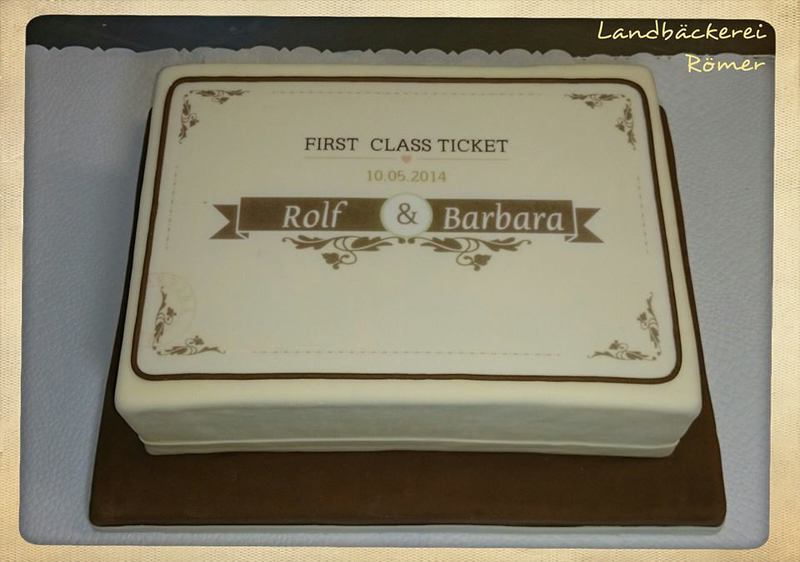 Landbäckerei
Römer
FIRST CLASS TICKET
10.05.2014
Rolf & Barbara